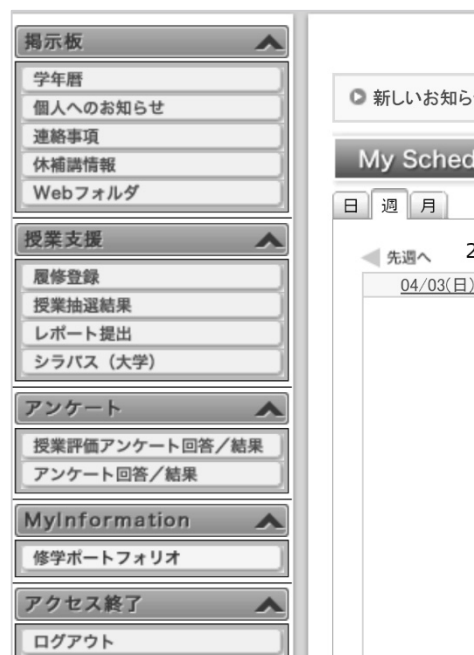 掲示板
学年暦
個人へのお知らせ
連絡事項
休補講情報
Webフォルダ
授業支援
履修登録
授業抽選結果
レポート提出
シラバス（大学）
アンケート
授業評価アンケート回答／結果
アンケート回答／結果
MyInformation
修学ポートフォリオ
アクセス終了
ログアウト
新しいお知ら
My Sched
日 週 月
先週へ 2
04/03(日)